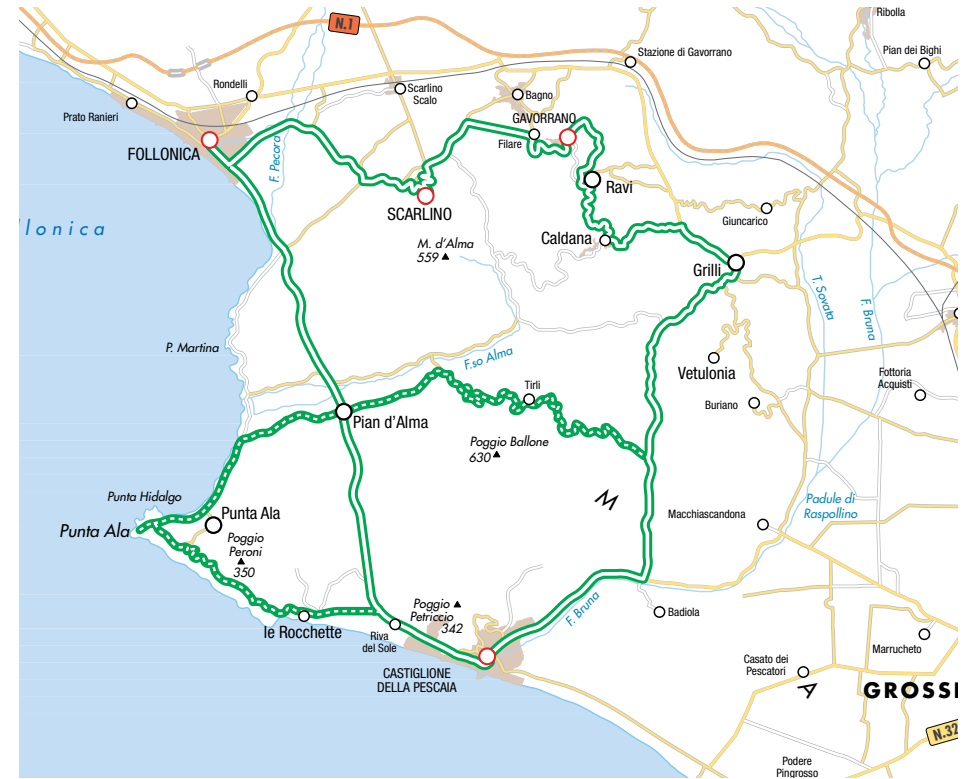 N.1
Ribolla
Stazione di Gavorrano
Pian dei Bighi
Rondelli
Scarlino
Scalo
Bagno
Prato Ranieri
GAVORRANO
Filare
FOLLONICA
F. Pecora
Ravi
SCARLINO
Giuncarico
llonica
M. d'Alma
559
Caldana
Grilli
T. Sovata
F. Bruna
P. Martina
F.so Alma
Vetulonia
Fottoria
Acquisti
Tirli
Buriano
Pian d'Alma
Poggio Ballone
630
Punta Hidalgo
M
Padule di
Raspollino
Punta Ala
Punta Ala
Macchiascandona
Poggio
Peroni
350
Poggio
Petriccio
342
F. Bruna
Badiola
le Rocchette
Riva
del Sole
Marrucheto
CASTIGLIONE
DELLA PESCAIA
Casato dei
Pescatori
A
GROSSE
N.32
Podere
Pingrosso